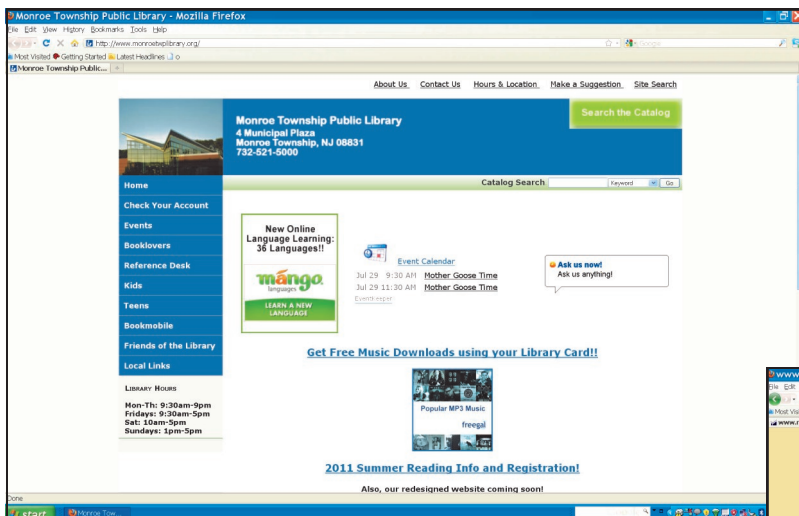 Monroe Township Public Library - Mozilla Firefox
File Edit View History Bookmarks Tools Help
http://www.monroetwplibrary.org/
Google
Most Visited Getting Started Latest Headlines
Monroe Township Public...
About Us Contact Us Hours & Location Make a Suggestion Site Search
Monroe Township Public Library
4 Municipal Plaza
Monroe Township, NJ 08831
732-521-5000
Search the Catalog
Catalog Search Keyword Go
Home
Check Your Account
Events
Booklovers
Reference Desk
Kids
Teens
Bookmobile
Friends of the Library
Local Links
LIBRARY HOURS
Mon-Th: 9:30am-9pm
Fridays: 9:30am-5pm
Sat: 10am-5pm
Sundays: 1pm-5pm
New Online
Language Learning:
36 Languages!!
mango
languages
LEARN A NEW
LANGUAGE
Event Calendar
Jul 29 9:30 AM Mother Goose Time
Jul 29 11:30 AM Mother Goose Time
Eventkeeper
Ask us now!
Ask us anything!
Get Free Music Downloads using your Library Card!!
Popular MP3 Music
freegal
2011 Summer Reading Info and Registration!
Also, our redesigned website coming soon!
Done
start Monroe Tow...
www
File Edit
Most Vis
www.r